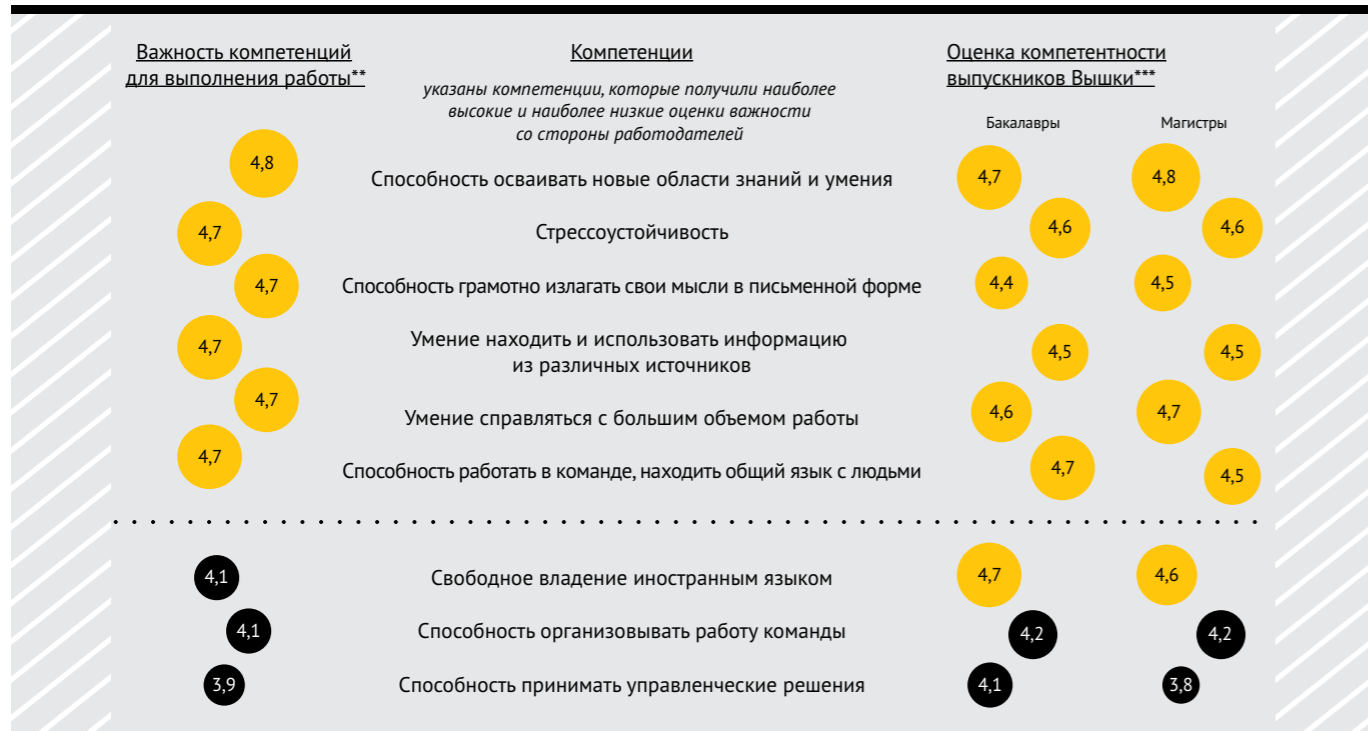 Важность компетенций
для выполнения работы**
Компетенции
указаны компетенции, которые получили наиболее
высокие и наиболее низкие оценки важности
со стороны работодателей
Оценка компетентности
выпускников Вышки***
Бакалавры
Магистры
4,8
Способность осваивать новые области знаний и умения
4,7
4,8
4,7
Стрессоустойчивость
4,6
4,6
4,7
Способность грамотно излагать свои мысли в письменной форме
4,4
4,5
4,7
Умение находить и использовать информацию
из различных источников
4,5
4,5
4,7
Умение справляться с большим объемом работы
4,6
4,7
4,7
Способность работать в команде, находить общий язык с людьми
4,7
4,5
4,1
Свободное владение иностранным языком
4,7
4,6
4,1
Способность организовывать работу команды
4,2
4,2
3,9
Способность принимать управленческие решения
4,1
3,8